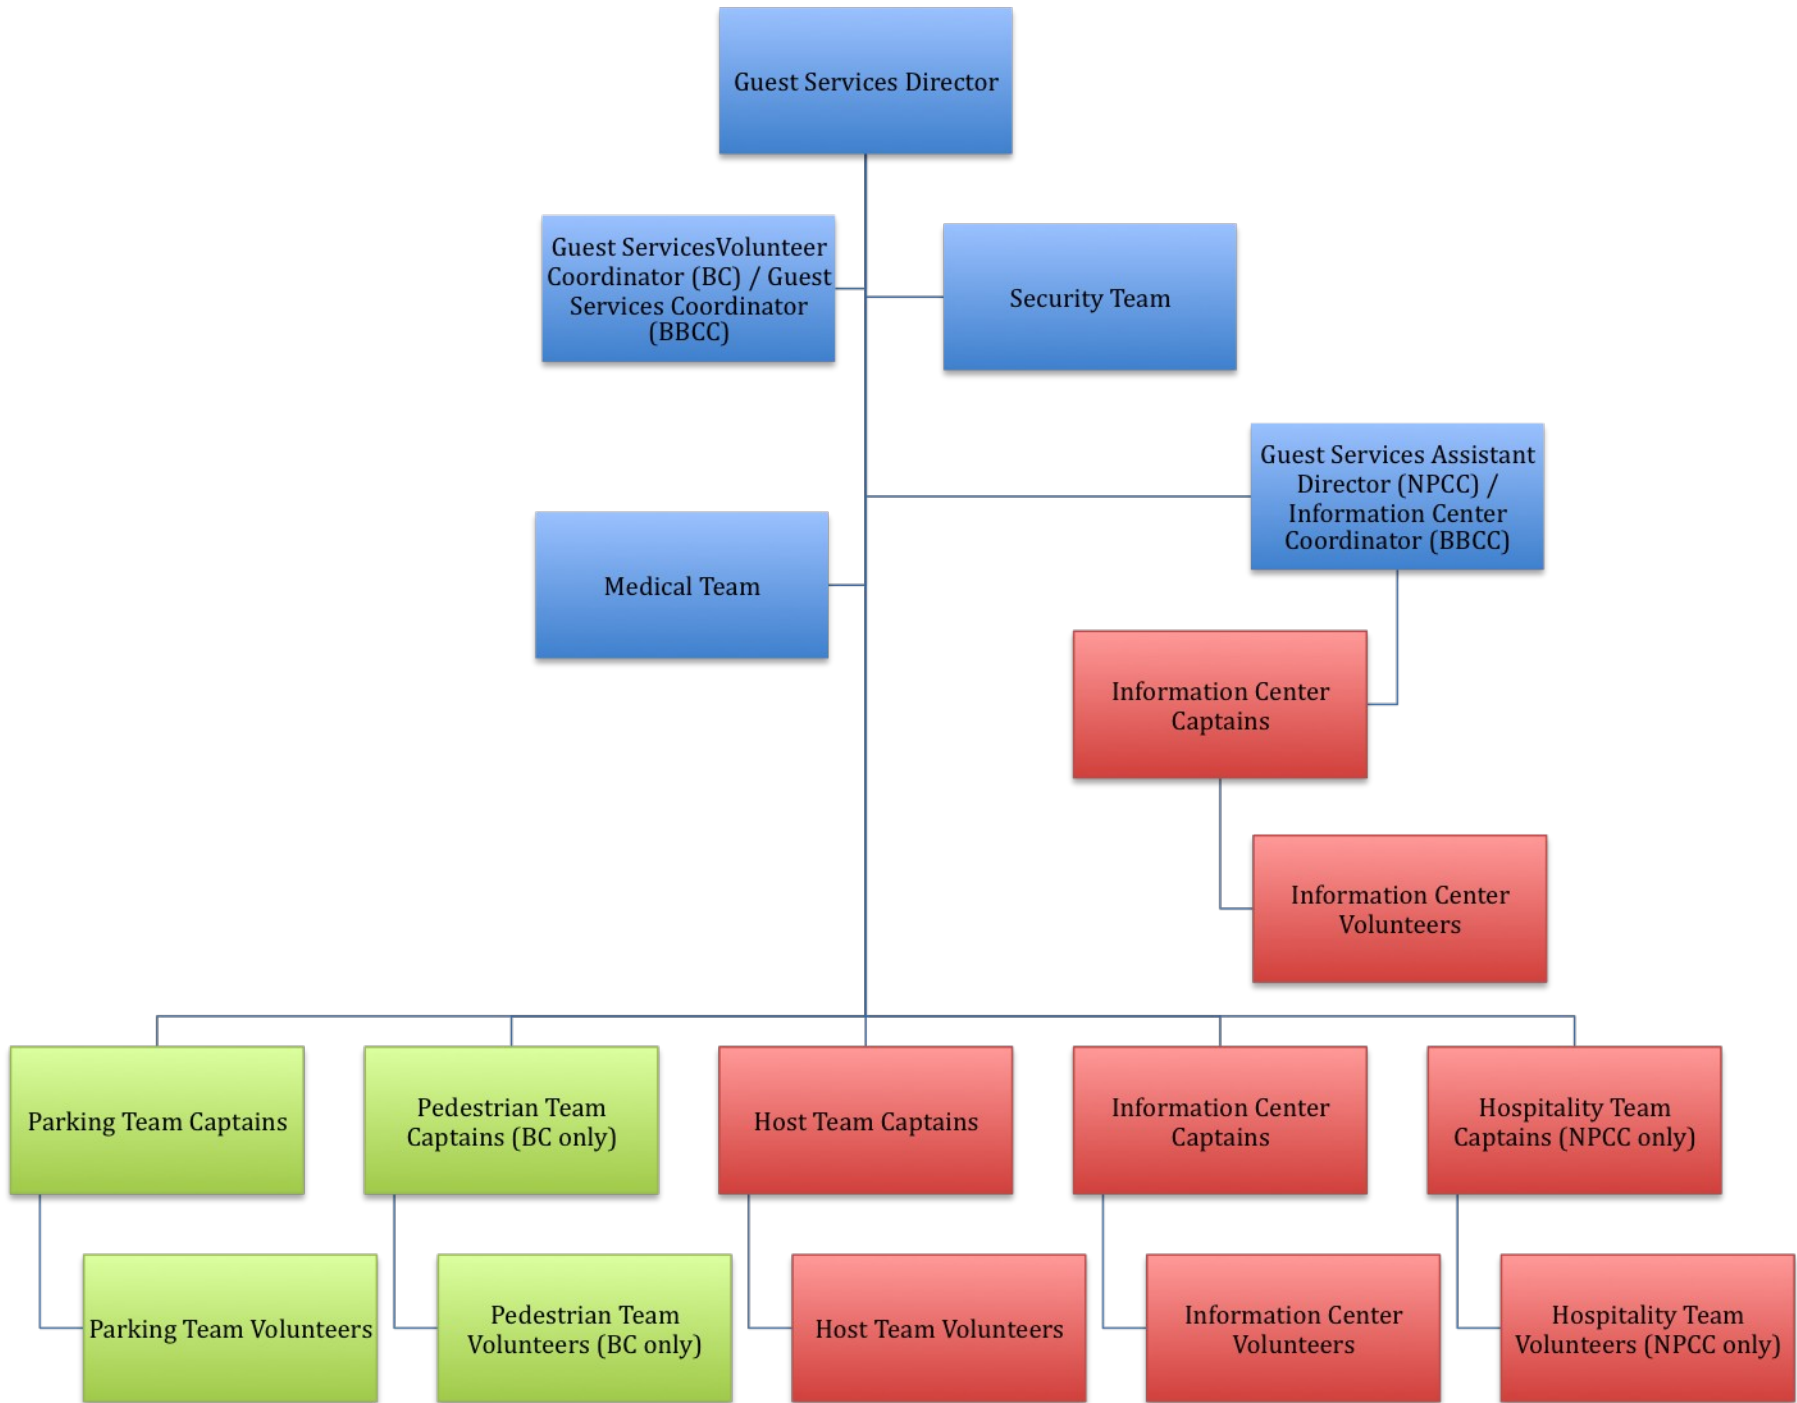 Guest Services Director
Guest ServicesVolunteer
Coordinator (BC) / Guest
Services Coordinator
(BBCC)
Security Team
Guest Services Assistant
Director (NPCC) /
Information Center
Coordinator (BBCC)
Medical Team
Information Center
Captains
Information Center
Volunteers
Parking Team Captains
Pedestrian Team
Captains (BC only)
Host Team Captains
Information Center
Captains
Hospitality Team
Captains (NPCC only)
Parking Team Volunteers
Pedestrian Team
Volunteers (BC only)
Host Team Volunteers
Information Center
Volunteers
Hospitality Team
Volunteers (NPCC only)